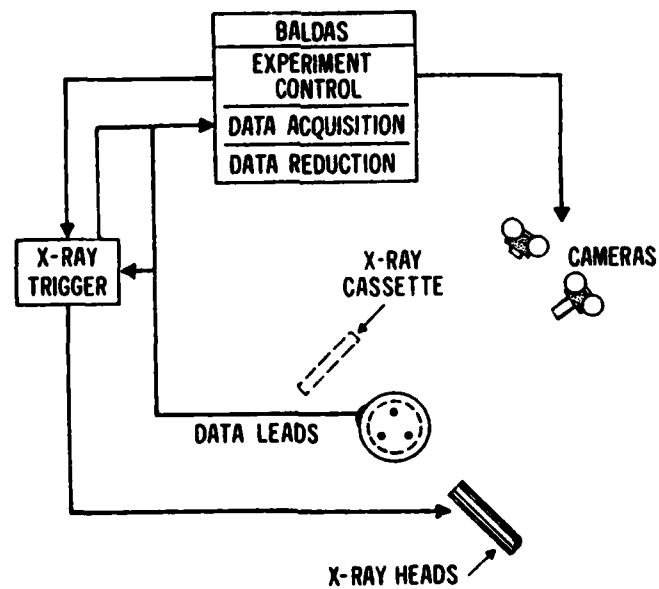 BALDAS
EXPERIMENT
CONTROL
DATA ACQUISITION
DATA REDUCTION
X-RAY
TRIGGER
X-RAY
CASSETTE
CAMERAS
DATA LEADS
X-RAY HEADS